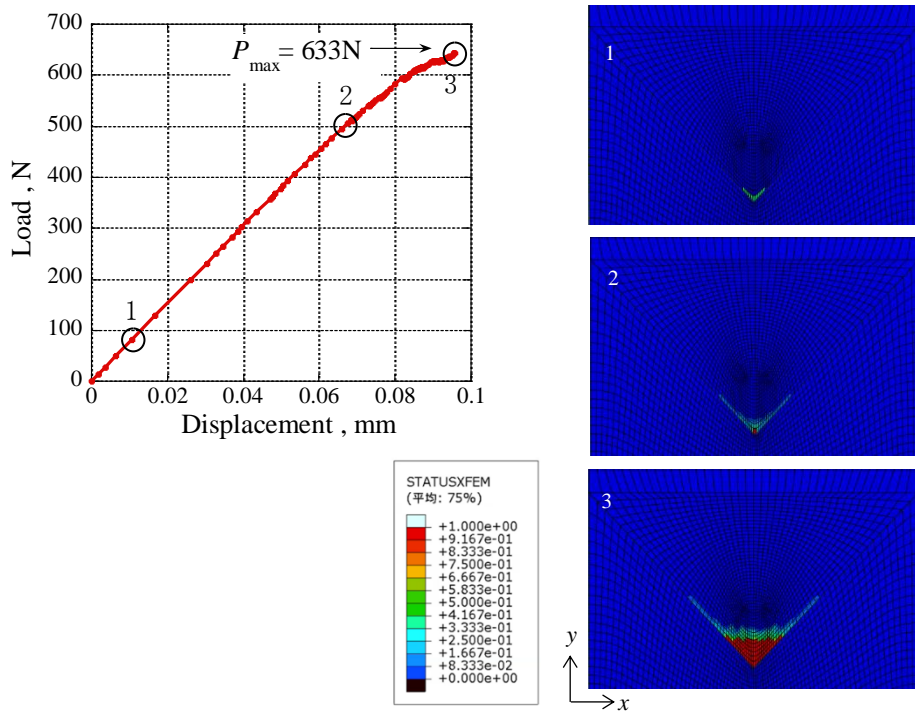 700
600
500
400
300
200
100
0
Load , N
P max = 633N
1
2
3
0
0.02
0.04
0.06
0.08
0.1
Displacement , mm
1
2
3
STATUSXFEM
(平均: 75%)
+1.000e+00
+9.167e-01
+8.333e-01
+7.500e-01
+6.667e-01
+5.833e-01
+5.000e-01
+4.167e-01
+3.333e-01
+2.500e-01
+1.667e-01
+8.333e-02
+0.000e+00
y
x